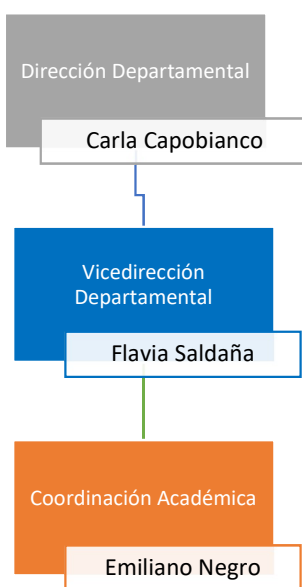 Dirección Departamental
Carla Capobianco
Vicedirección
Departamental
Flavia Saldaña
Coordinación Académica
Emiliano Negro